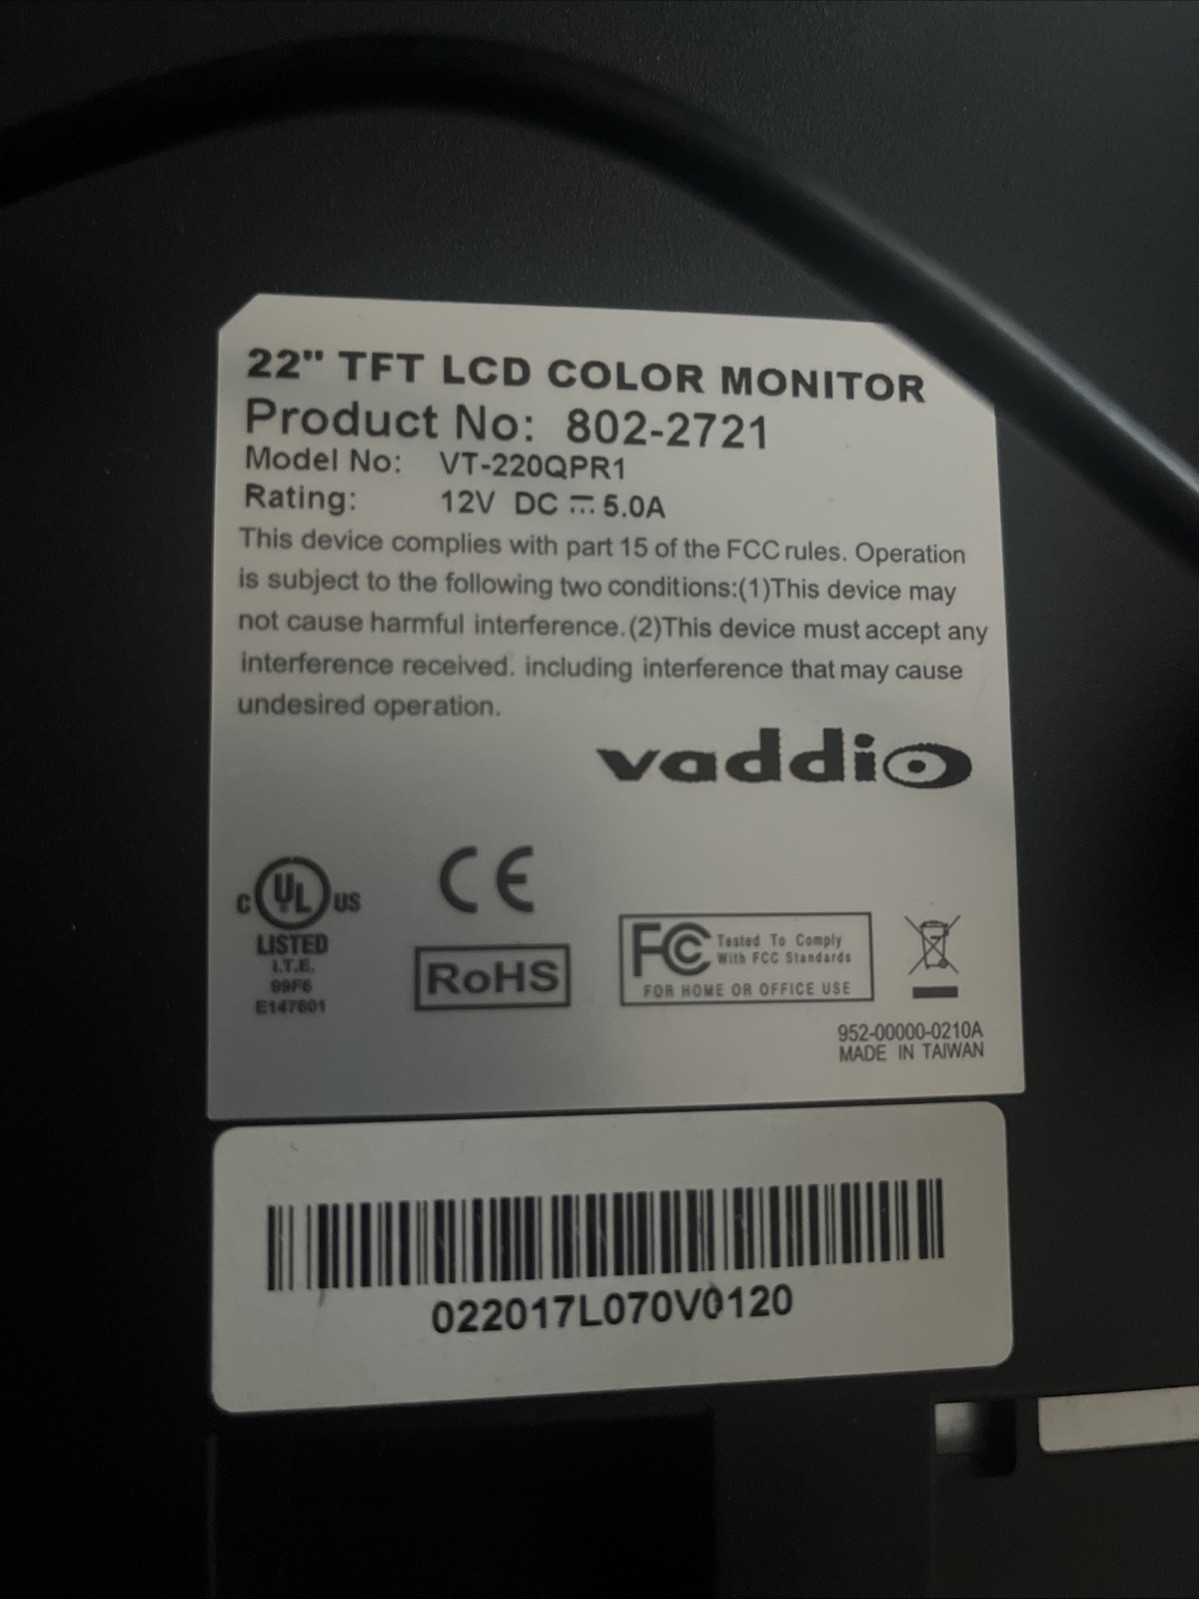 22" TFT LCD COLOR MONITOR
Product No: 802-2721
Model No: VT-220QPR1
Rating: 12V DC ⎓ 5.0A
This device complies with part 15 of the FCC rules. Operation
is subject to the following two conditions:(1)This device may
not cause harmful interference.(2)This device must accept any
interference received. including interference that may cause
undesired operation.
vaddio
C UL US
LISTED
I.T.E.
99F6
E147601
CE
RoHS
FC Tested To Comply
With FCC Standards
FOR HOME OR OFFICE USE
952-00000-0210A
MADE IN TAIWAN
022017L070V0120